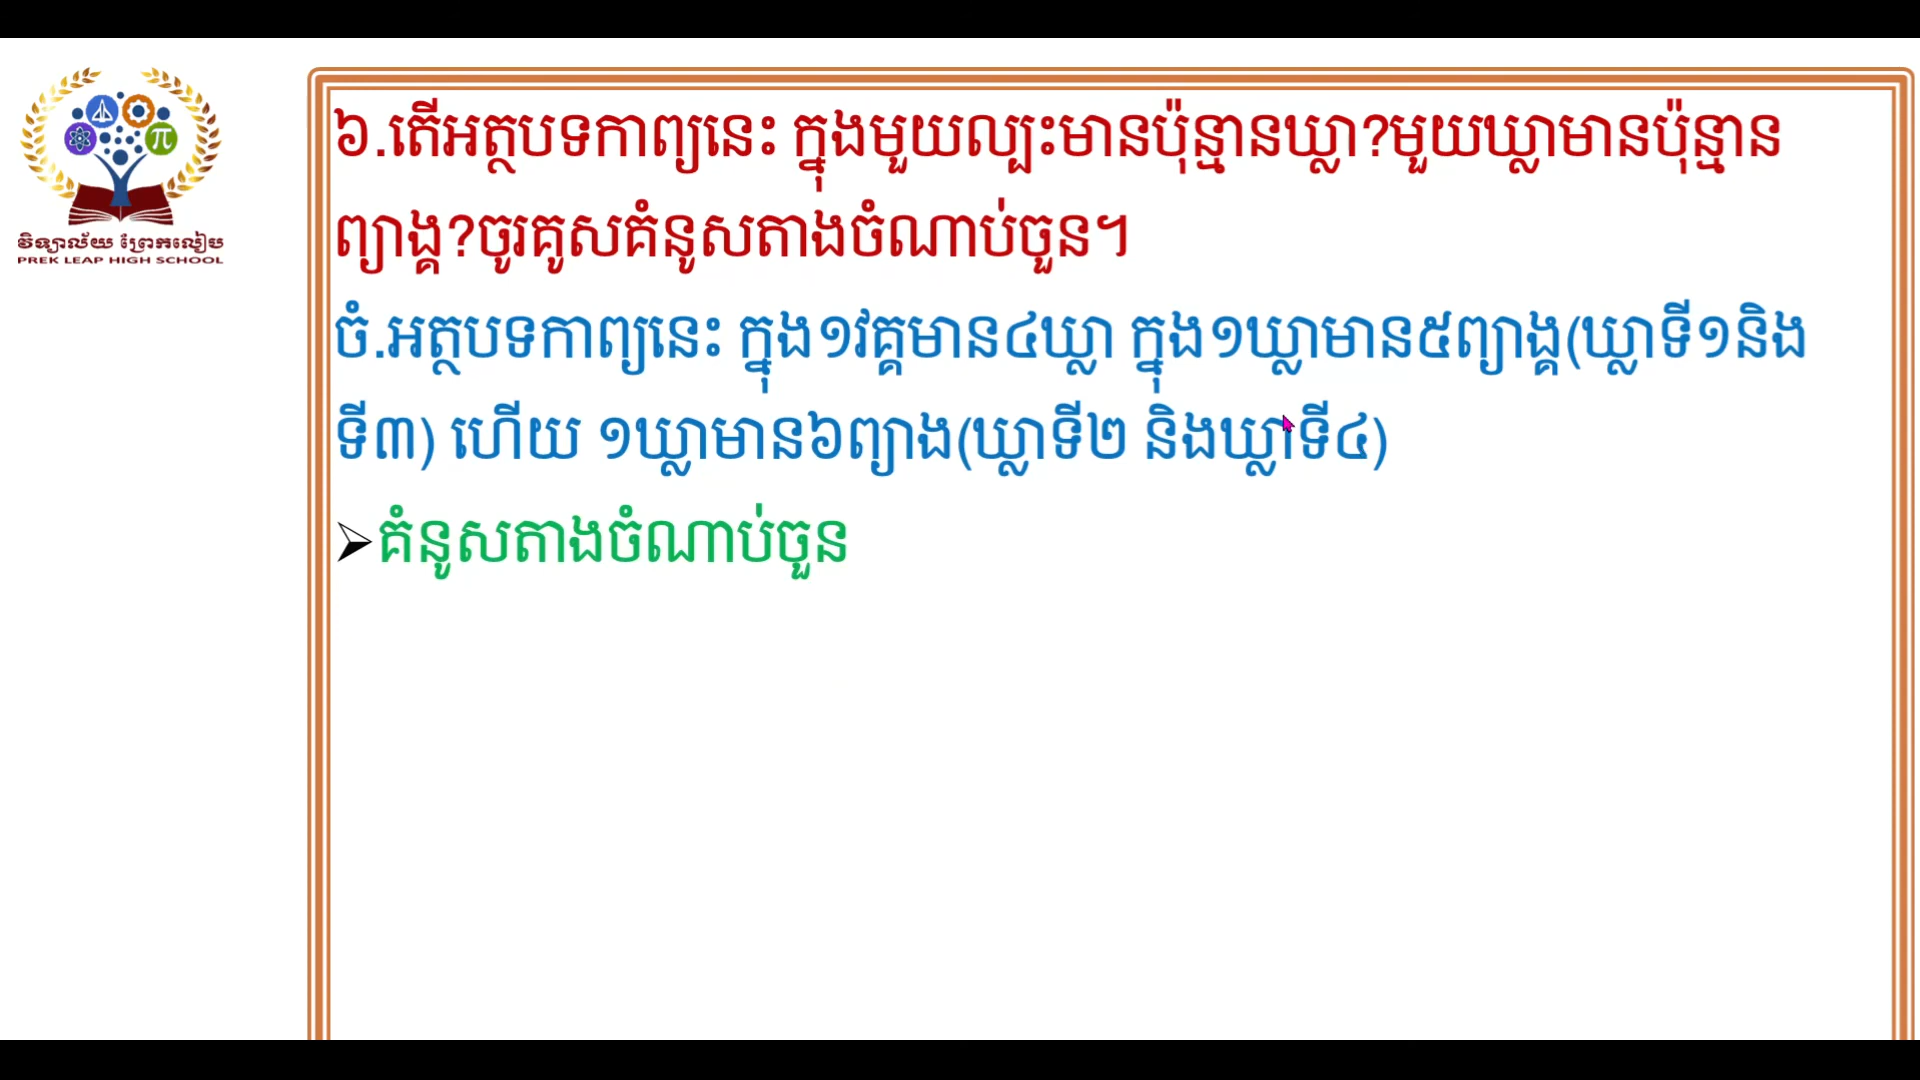 វិទ្យាល័យ ព្រែកលៀប
PREK LEAP HIGH SCHOOL
៦.តើអត្ថបទកាព្យនេះ ក្នុងមួយល្បះមានប៉ុន្មានឃ្លា?មួយឃ្លាមានប៉ុន្មាន
ព្យាង្គ?ចូរគូសគំនូសតាងចំណាប់ចួន។
ចំ.អត្ថបទកាព្យនេះ ក្នុង១វគ្គមាន៤ឃ្លា ក្នុង១ឃ្លាមាន៥ព្យាង្គ(ឃ្លាទី១និង
ទី៣) ហើយ ១ឃ្លាមាន៦ព្យាង(ឃ្លាទី២ និងឃ្លាទី៤)
គំនូសតាងចំណាប់ចួន